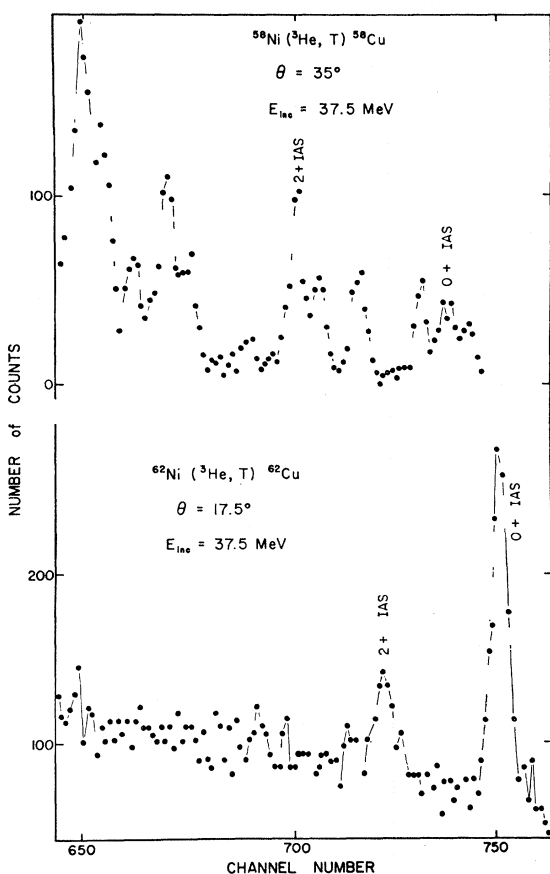 ⁵⁸Ni (³He, T) ⁵⁸Cu
θ = 35°
EInc = 37.5 MeV
2+ IAS
0 + IAS
100
0
NUMBER of COUNTS
⁶²Ni (³He, T) ⁶²Cu
θ = 17.5°
EInc = 37.5 MeV
0 + IAS
2 + IAS
200
100
650
700
750
CHANNEL NUMBER